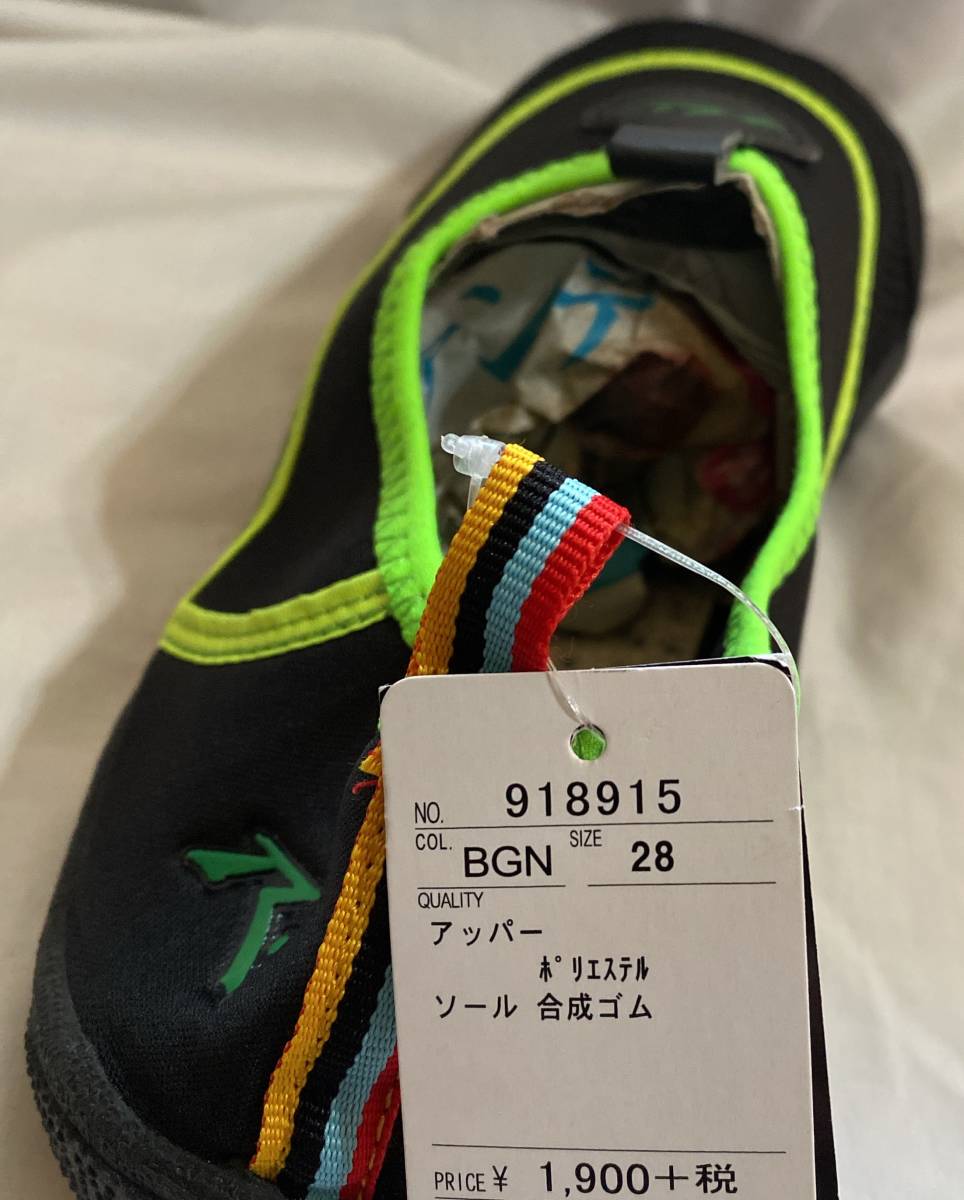 NO. 918915
COL. BGN SIZE 28
QUALITY
アッパー
ﾎﾟﾘｴｽﾃﾙ
ソール 合成ゴム
PRICE ¥ 1,900+税